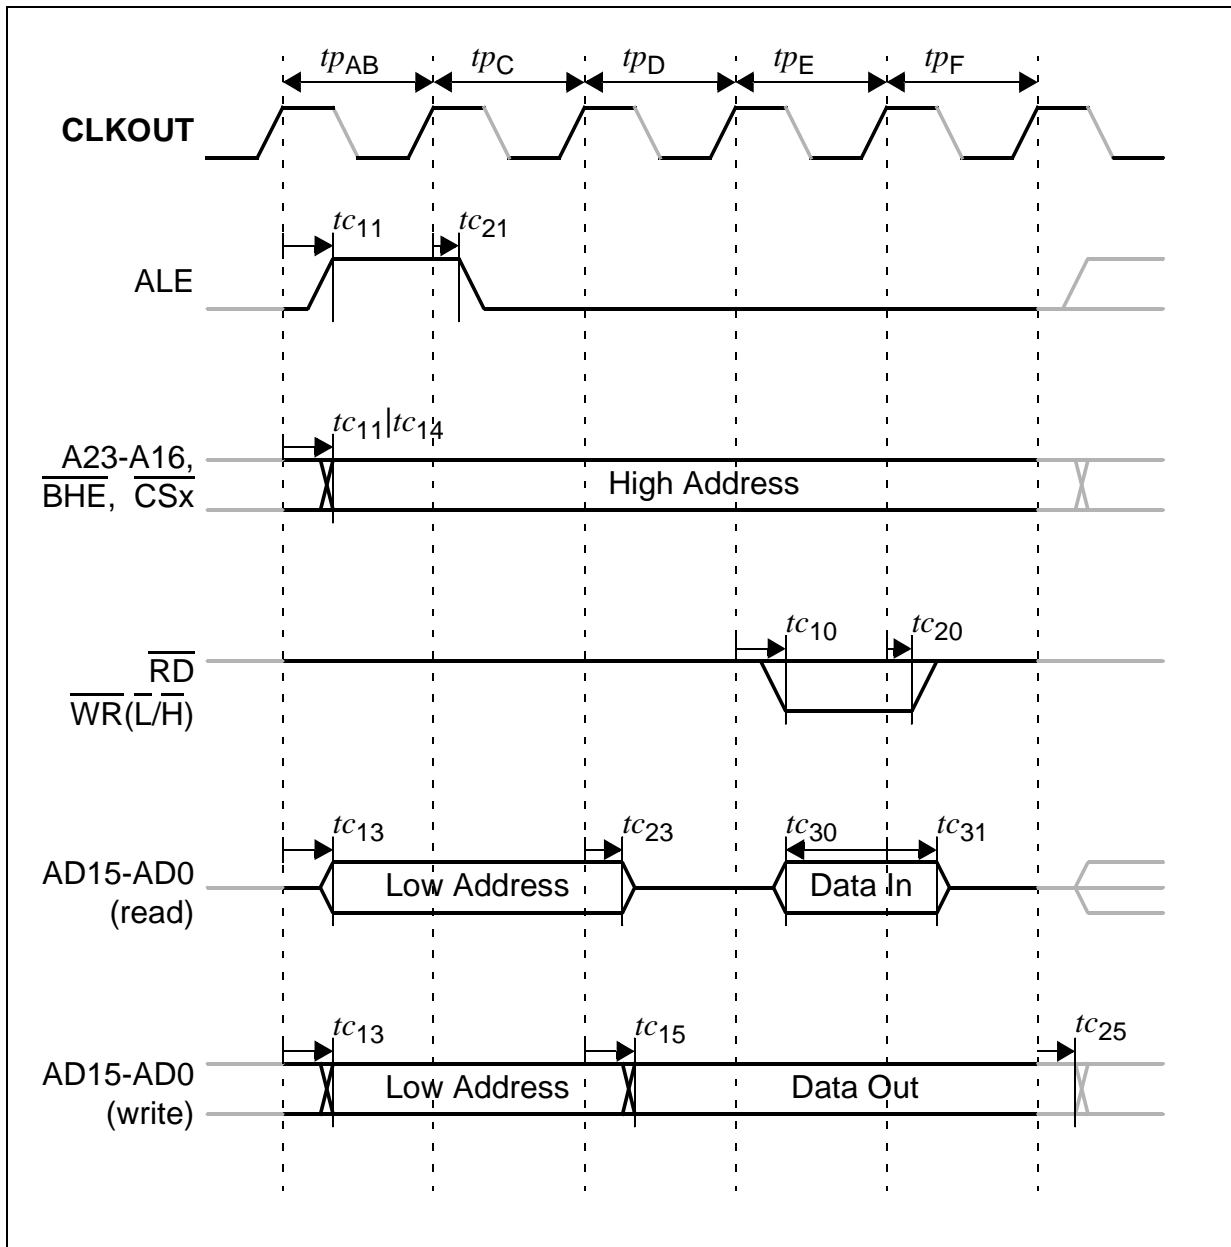 tpAB tpC tpD tpE tpF
CLKOUT
tc11 tc21
ALE
tc11|tc14
A23-A16,
BHE, CSx
High Address
tc10 tc20
RD
WR(L/H)
tc13 tc23 tc30 tc31
AD15-AD0
(read)
Low Address Data In
tc13 tc15 tc25
AD15-AD0
(write)
Low Address Data Out